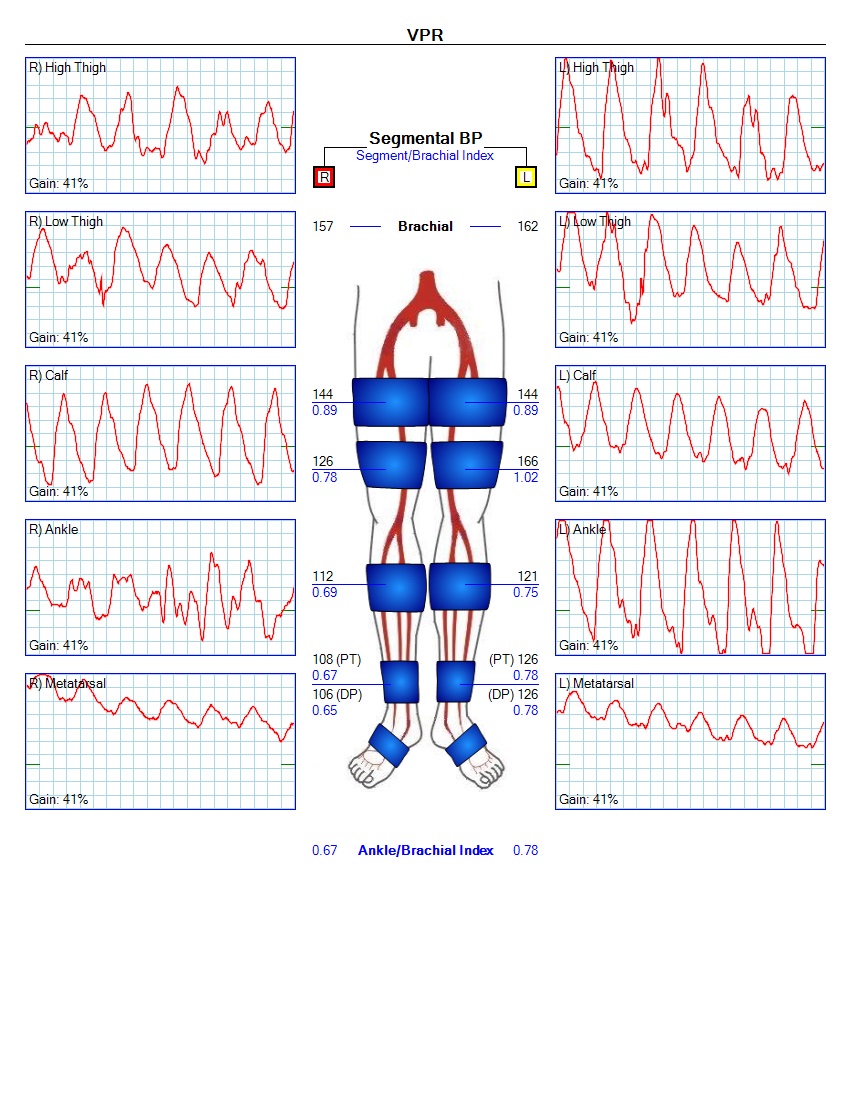 VPR
R) High Thigh
Gain: 41%
R) Low Thigh
Gain: 41%
R) Calf
Gain: 41%
R) Ankle
Gain: 41%
R) Metatarsal
Gain: 41%
Segmental BP
Segment/Brachial Index
R
L
157
Brachial
162
144
0.89
144
0.89
126
0.78
166
1.02
112
0.69
121
0.75
108 (PT)
0.67
106 (DP)
0.65
(PT) 126
0.78
(DP) 126
0.78
0.67
Ankle/Brachial Index
0.78
L) High Thigh
Gain: 41%
L) Low Thigh
Gain: 41%
L) Calf
Gain: 41%
L) Ankle
Gain: 41%
L) Metatarsal
Gain: 41%